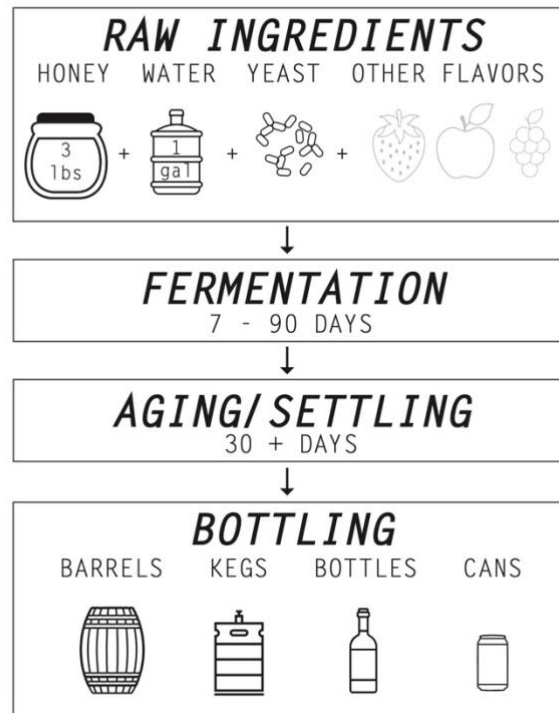 RAW INGREDIENTS
HONEY WATER YEAST OTHER FLAVORS
3 lbs + 1 gal + +
FERMENTATION
7 - 90 DAYS
AGING/SETTLING
30 + DAYS
BOTTLING
BARRELS KEGS BOTTLES CANS